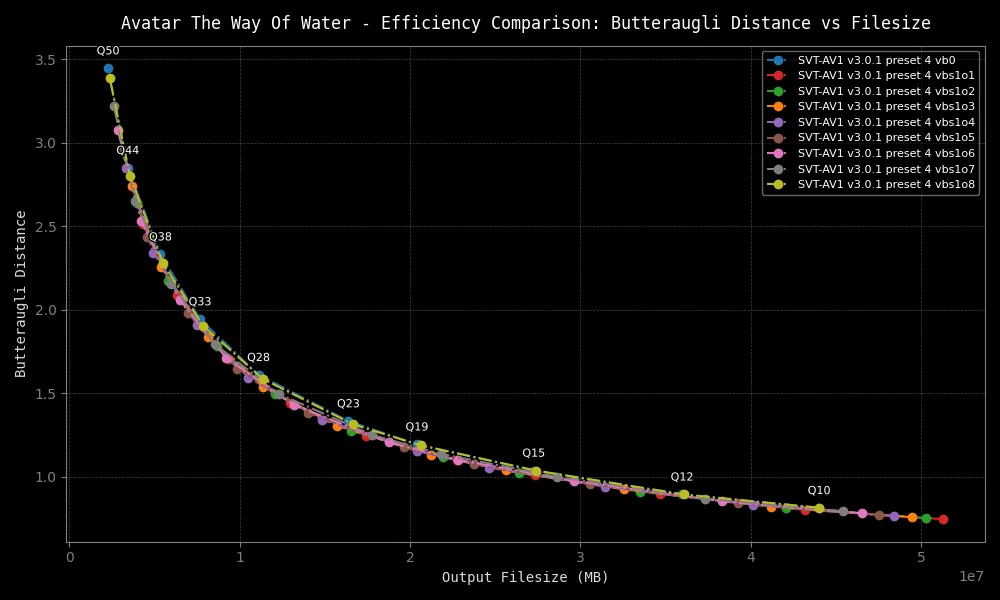 Avatar The Way Of Water - Efficiency Comparison: Butteraugli Distance vs Filesize
Q50
Q44
Q38
Q33
Q28
Q23
Q19
Q15
Q12
Q10
SVT-AV1 v3.0.1 preset 4 vb0
SVT-AV1 v3.0.1 preset 4 vbs1o1
SVT-AV1 v3.0.1 preset 4 vbs1o2
SVT-AV1 v3.0.1 preset 4 vbs1o3
SVT-AV1 v3.0.1 preset 4 vbs1o4
SVT-AV1 v3.0.1 preset 4 vbs1o5
SVT-AV1 v3.0.1 preset 4 vbs1o6
SVT-AV1 v3.0.1 preset 4 vbs1o7
SVT-AV1 v3.0.1 preset 4 vbs1o8
3.5
3.0
2.5
2.0
1.5
1.0
Butteraugli Distance
0 1 2 3 4 5
1e7
Output Filesize (MB)